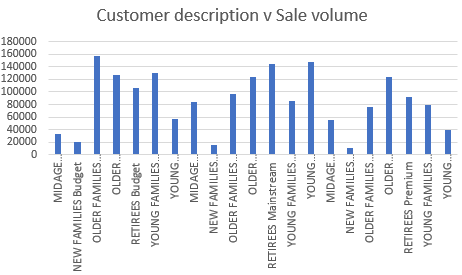 Customer description v Sale volume
180000
160000
140000
120000
100000
80000
60000
40000
20000
0
MIDAGE...
NEW FAMILIES Budget
OLDER FAMILIES...
OLDER...
RETIREES Budget
YOUNG FAMILIES...
YOUNG...
MIDAGE...
NEW FAMILIES...
OLDER FAMILIES...
OLDER...
RETIREES Mainstream
YOUNG FAMILIES...
YOUNG...
MIDAGE...
NEW FAMILIES...
OLDER FAMILIES...
OLDER...
RETIREES Premium
YOUNG FAMILIES...
YOUNG...